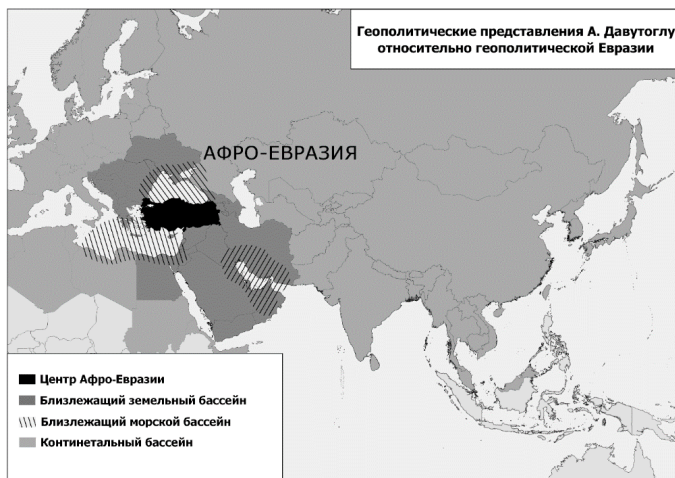 Геополитические представления А. Давутоглу
относительно геополитической Евразии
АФРО-ЕВРАЗИЯ
Центр Афро-Евразии
Близлежащий земельный бассейн
Близлежащий морской бассейн
Континетальный бассейн